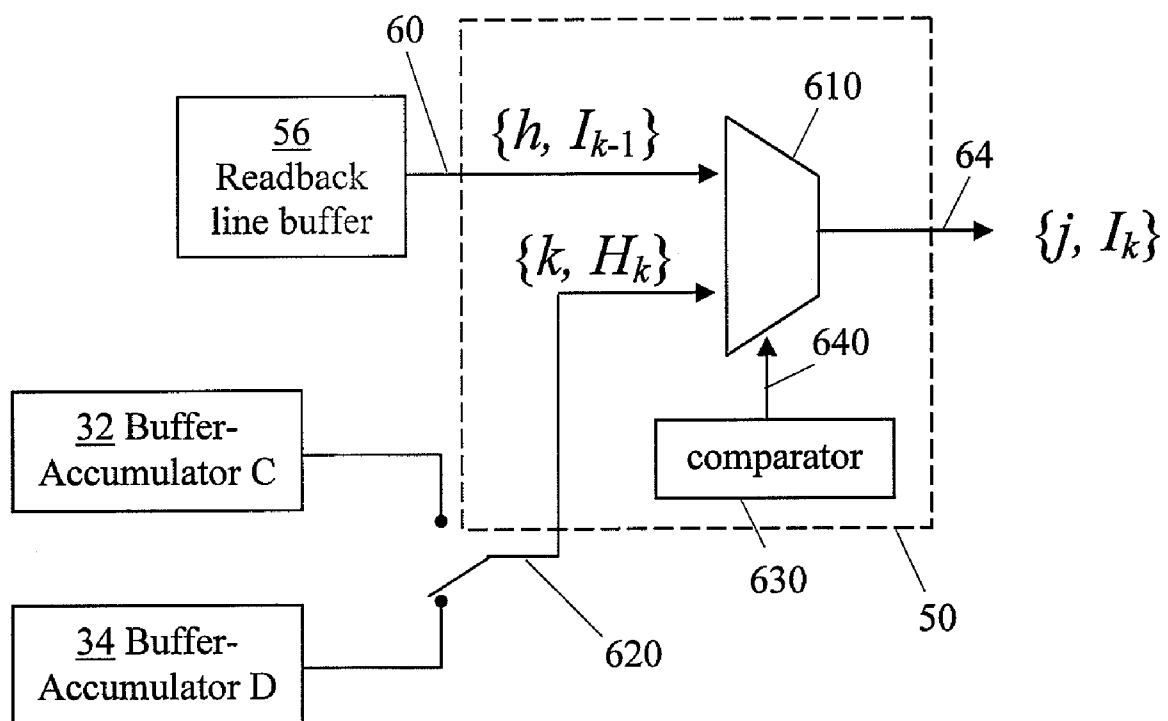 60
610
56
Readback
line buffer
{h, I_{k-1}}
64
{j, I_k}
{k, H_k}
640
32 Buffer-
Accumulator C
comparator
630
50
34 Buffer-
Accumulator D
620